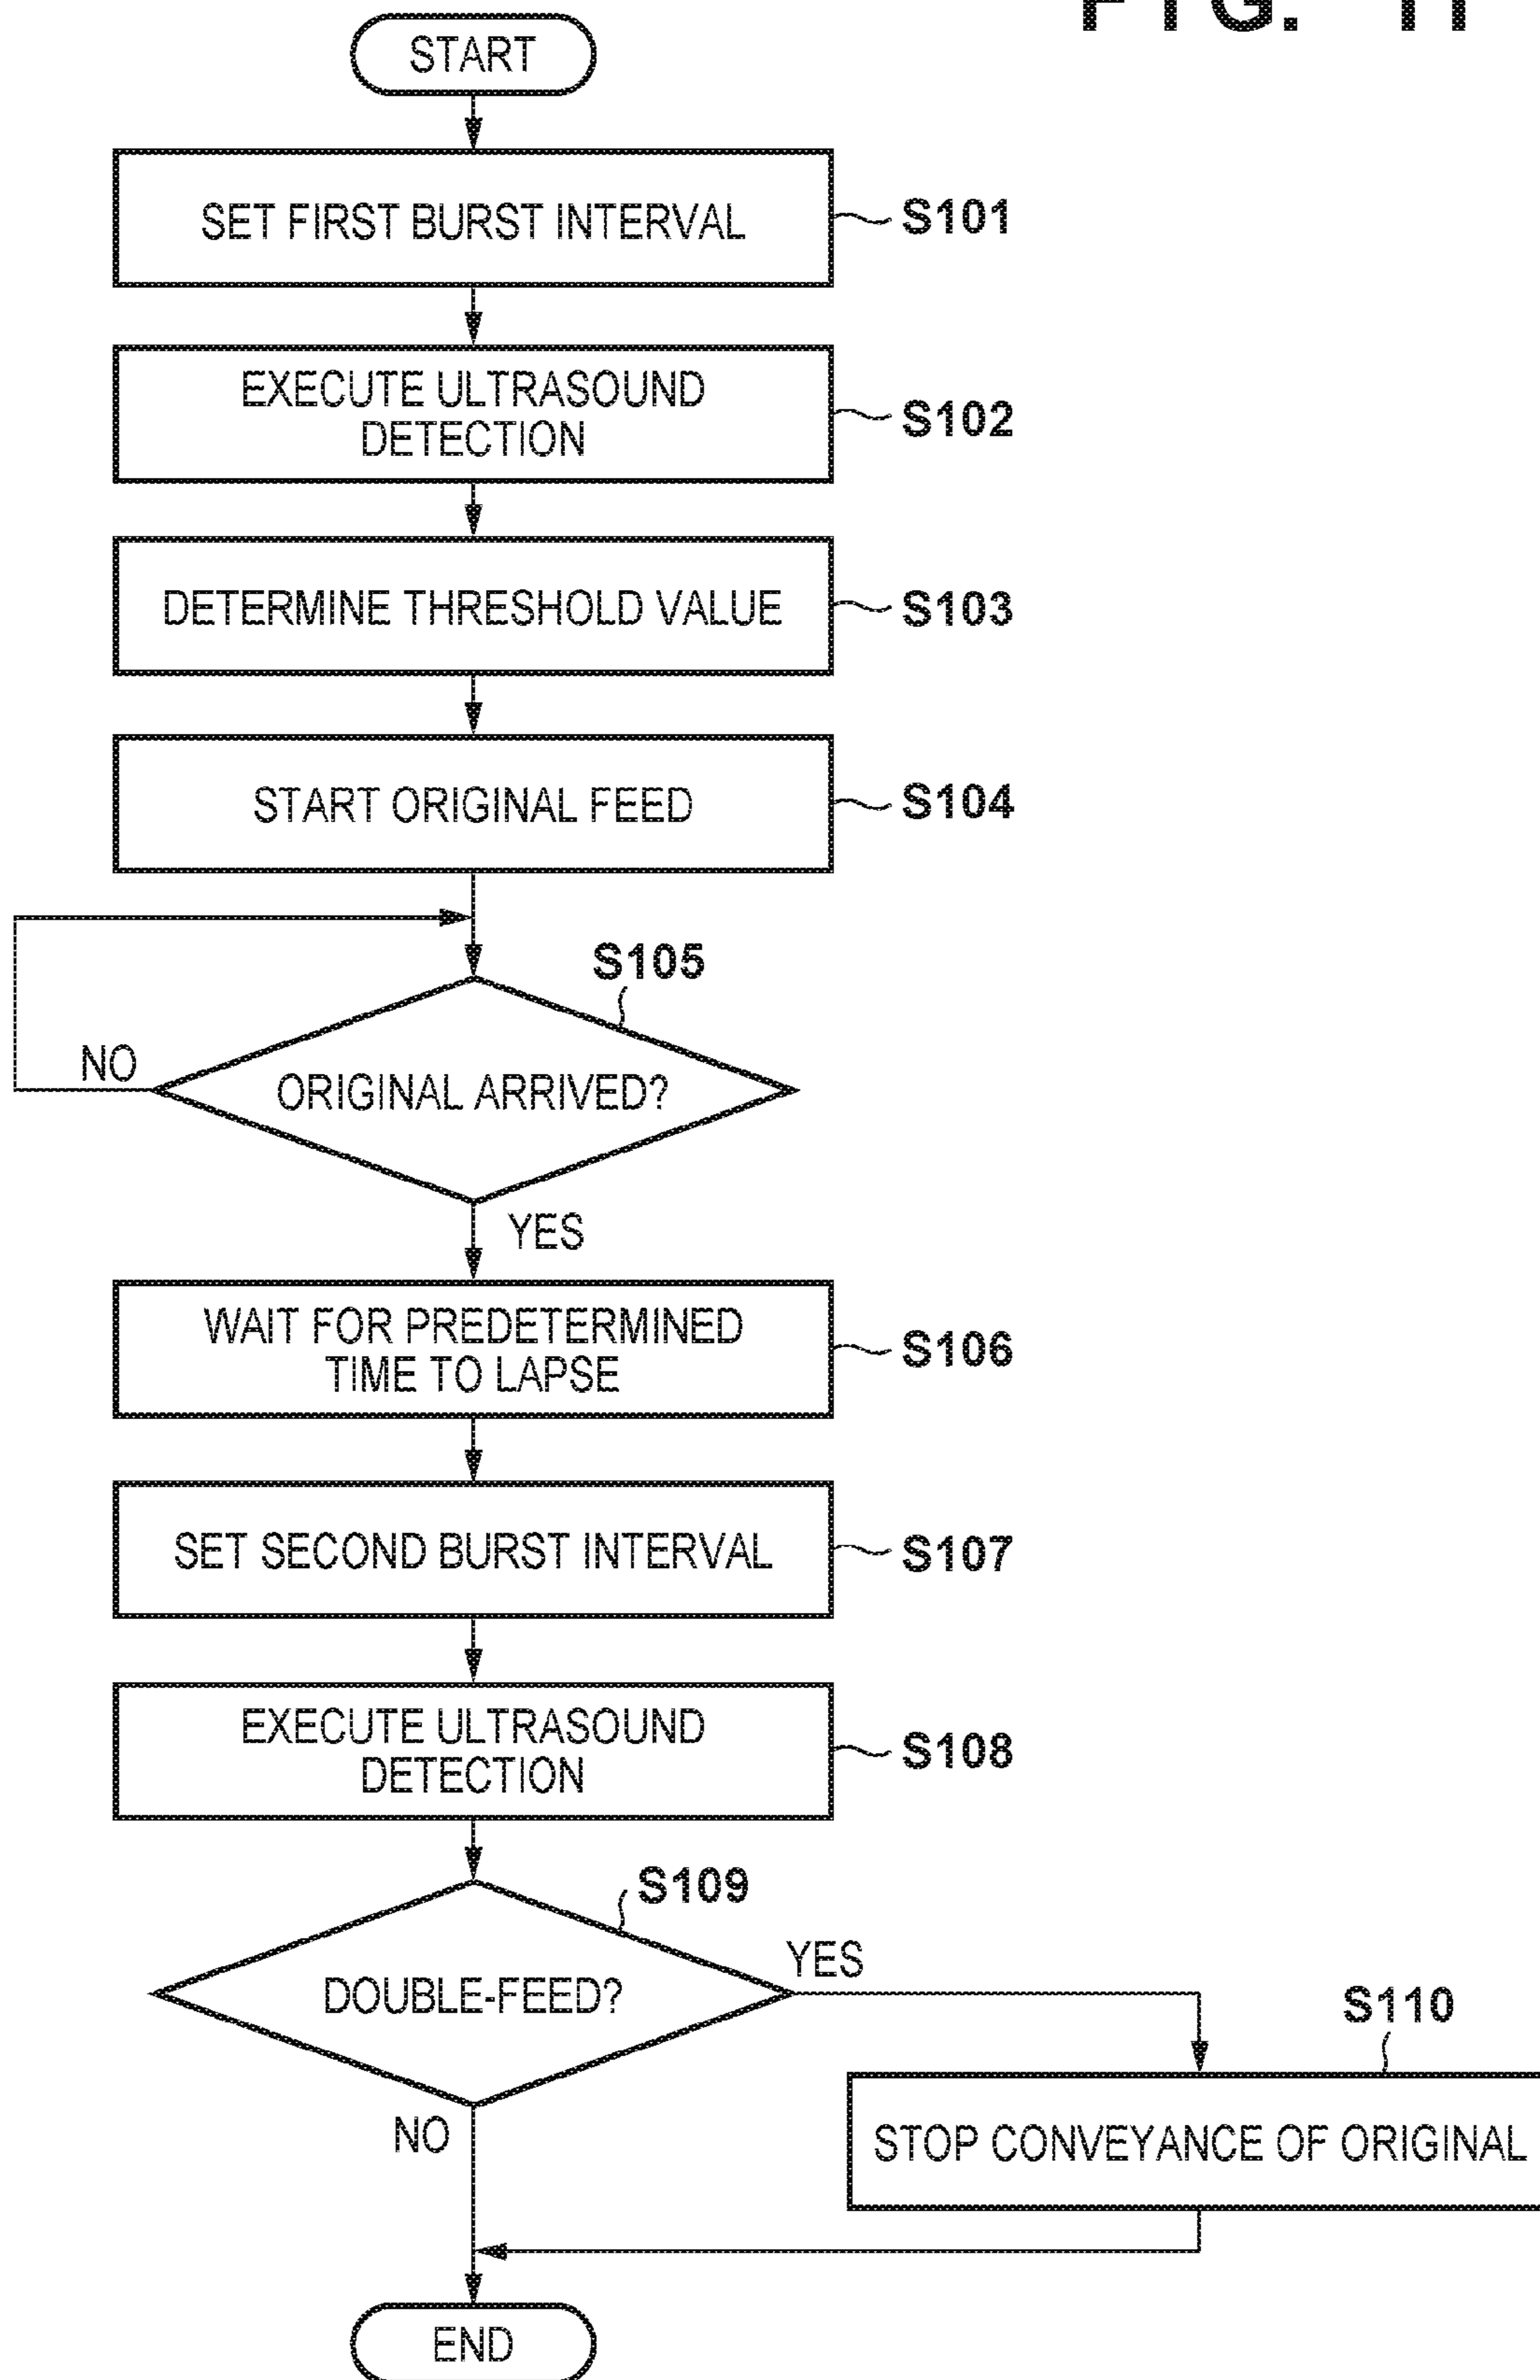 FIG. 11
START
SET FIRST BURST INTERVAL
S101
EXECUTE ULTRASOUND
DETECTION
S102
DETERMINE THRESHOLD VALUE
S103
START ORIGINAL FEED
S104
S105
NO
ORIGINAL ARRIVED?
YES
WAIT FOR PREDETERMINED
TIME TO LAPSE
S106
SET SECOND BURST INTERVAL
S107
EXECUTE ULTRASOUND
DETECTION
S108
S109
YES
DOUBLE-FEED?
S110
NO
STOP CONVEYANCE OF ORIGINAL
END